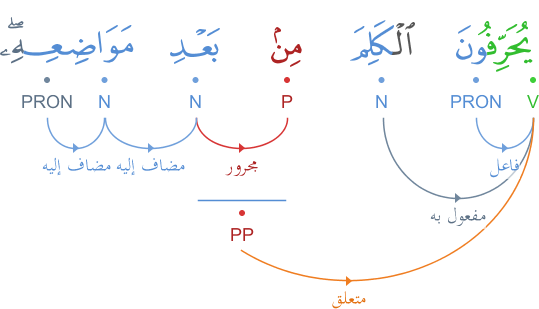 يُحَرِّفُونَ ٱلْكَلِمَ مِنۢ بَعْدِ مَوَاضِعِهِۦۖ
V PRON N P N N PRON
فاعل مجرور مضاف إليه مضاف إليه
مفعول به
PP
متعلق